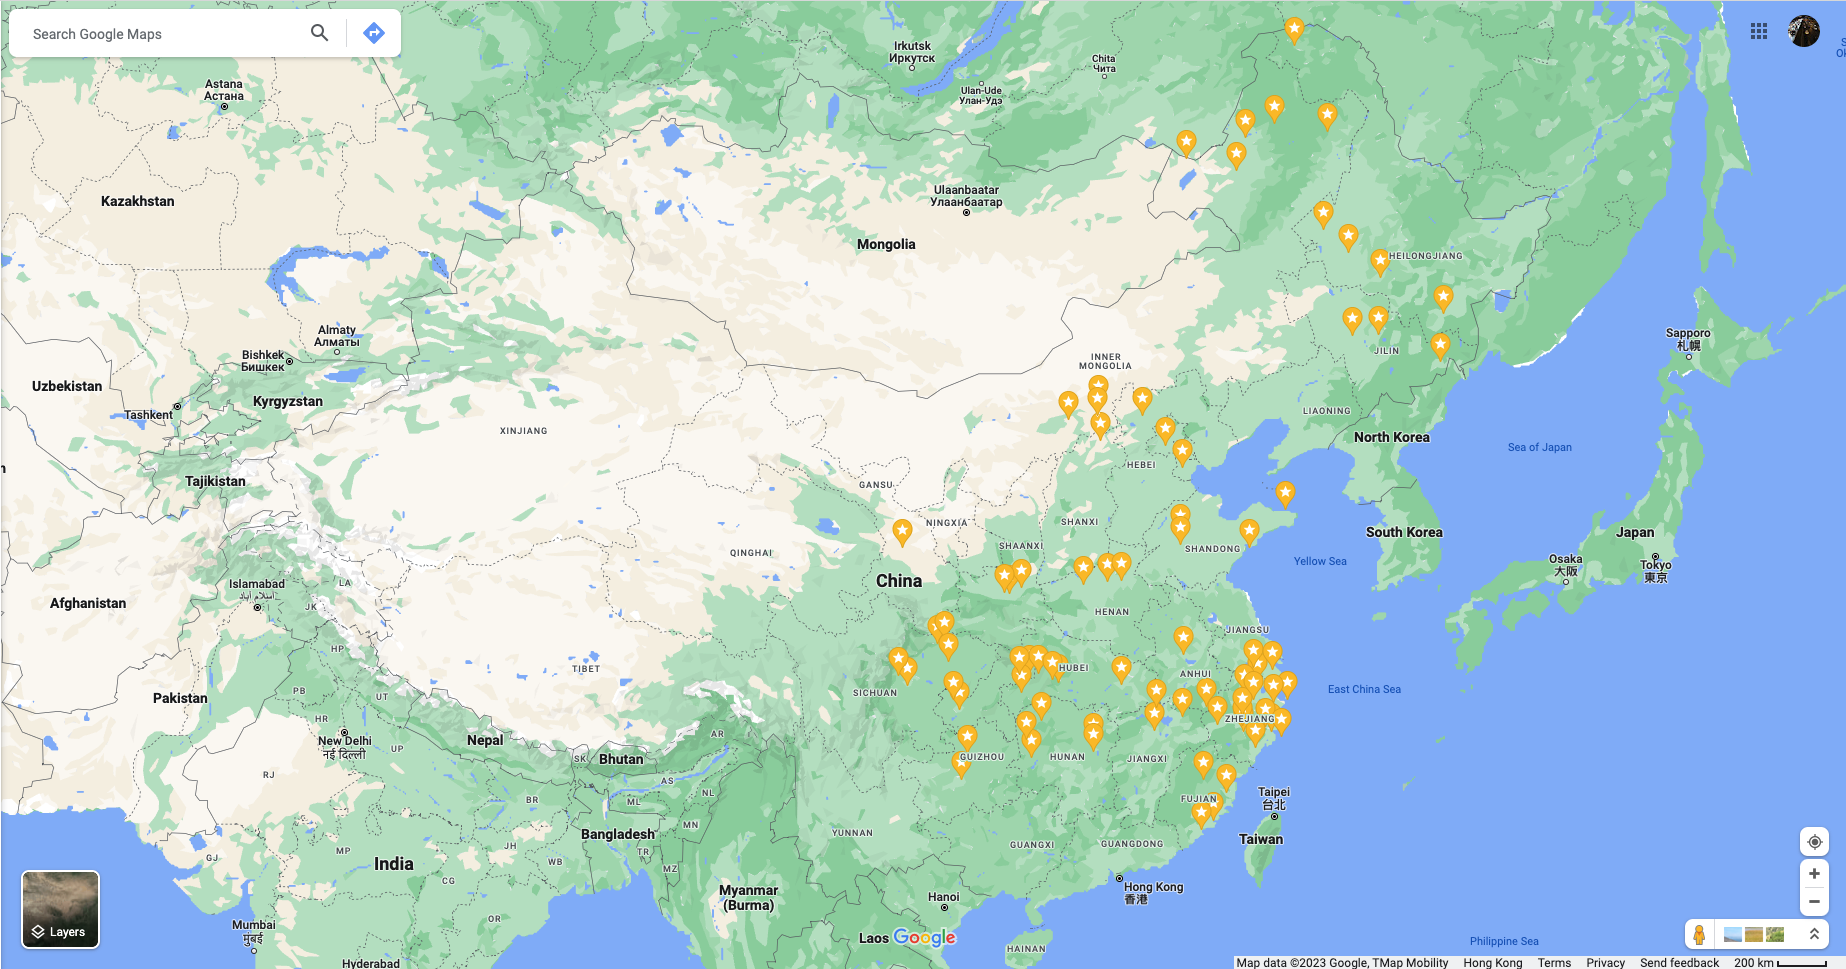 Search Google Maps
Irkutsk
Иркутск
Chita
Чита
Astana
Астана
Ulan-Ude
Улан-Удэ
Kazakhstan
Ulaanbaatar
Улаанбаатар
Mongolia
HEILONGJIANG
Almaty
Алматы
Sapporo
札幌
Bishkek
Бишкек
JILIN
INNER
MONGOLIA
Uzbekistan
Kyrgyzstan
Tashkent
LIAONING
XINJIANG
North Korea
Sea of Japan
HEBEI
Tajikistan
GANSU
NINGXIA
SHANXI
South Korea
Japan
QINGHAI
SHAANXI
SHANDONG
Yellow Sea
Osaka
大阪
Tokyo
東京
China
Islamabad
اسلام آباد
LA
Afghanistan
JK
HENAN
JIANGSU
HP
TIBET
HUBEI
ANHUI
East China Sea
Pakistan
PB
UT
SICHUAN
HR
ZHEJIANG
New Delhi
नई दिल्ली
UP
Nepal
AR
SK
Bhutan
GUIZHOU
HUNAN
JIANGXI
RJ
AS
NL
Taipei
台北
BR
ML
FUJIAN
MN
Bangladesh
YUNNAN
Taiwan
GUANGXI
GUANGDONG
GJ
MP
JH
TR
India
WB
MZ
CG
Myanmar
(Burma)
Hanoi
Hong Kong
香港
OR
Layers
Mumbai
मुंबई
Laos
Google
HAINAN
Philippine Sea
Hyderabad
Map data ©2023 Google, TMap Mobility
Hong Kong
Terms
Privacy
Send feedback
200 km